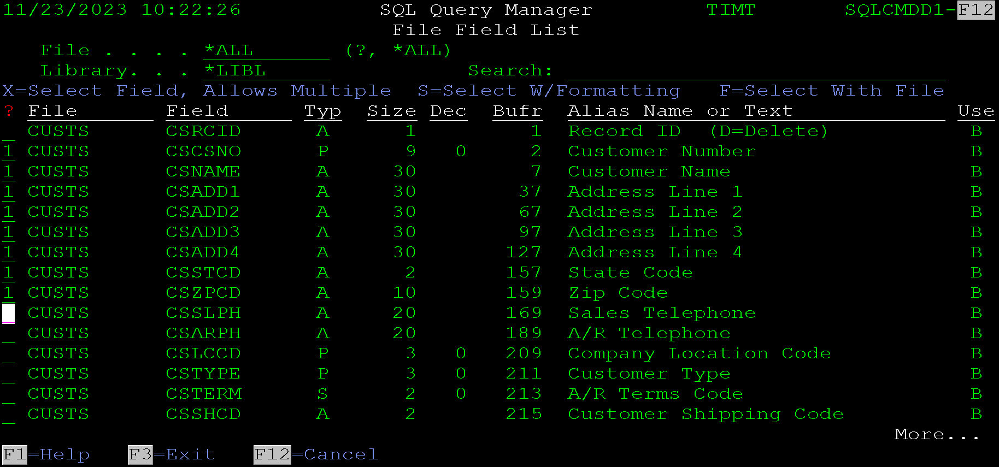 11/23/2023 10:22:26 SQL Query Manager TIMT SQLCMDD1-F12
File Field List
File . . . . *ALL (?, *ALL)
Library. . . *LIBL Search:
X=Select Field, Allows Multiple S=Select W/Formatting F=Select With File
? File Field Typ Size Dec Bufr Alias Name or Text Use
_ CUSTS CSRCID A 1 1 Record ID (D=Delete) B
1 CUSTS CSCSNO P 9 0 2 Customer Number B
1 CUSTS CSNAME A 30 7 Customer Name B
1 CUSTS CSADD1 A 30 37 Address Line 1 B
1 CUSTS CSADD2 A 30 67 Address Line 2 B
1 CUSTS CSADD3 A 30 97 Address Line 3 B
1 CUSTS CSADD4 A 30 127 Address Line 4 B
1 CUSTS CSSTCD A 2 157 State Code B
1 CUSTS CSZPCD A 10 159 Zip Code B
CUSTS CSSLPH A 20 169 Sales Telephone B
_ CUSTS CSARPH A 20 189 A/R Telephone B
_ CUSTS CSLCCD P 3 0 209 Company Location Code B
_ CUSTS CSTYPE P 3 0 211 Customer Type B
_ CUSTS CSTERM S 2 0 213 A/R Terms Code B
_ CUSTS CSSHCD A 2 215 Customer Shipping Code B
More...
F1=Help F3=Exit F12=Cancel